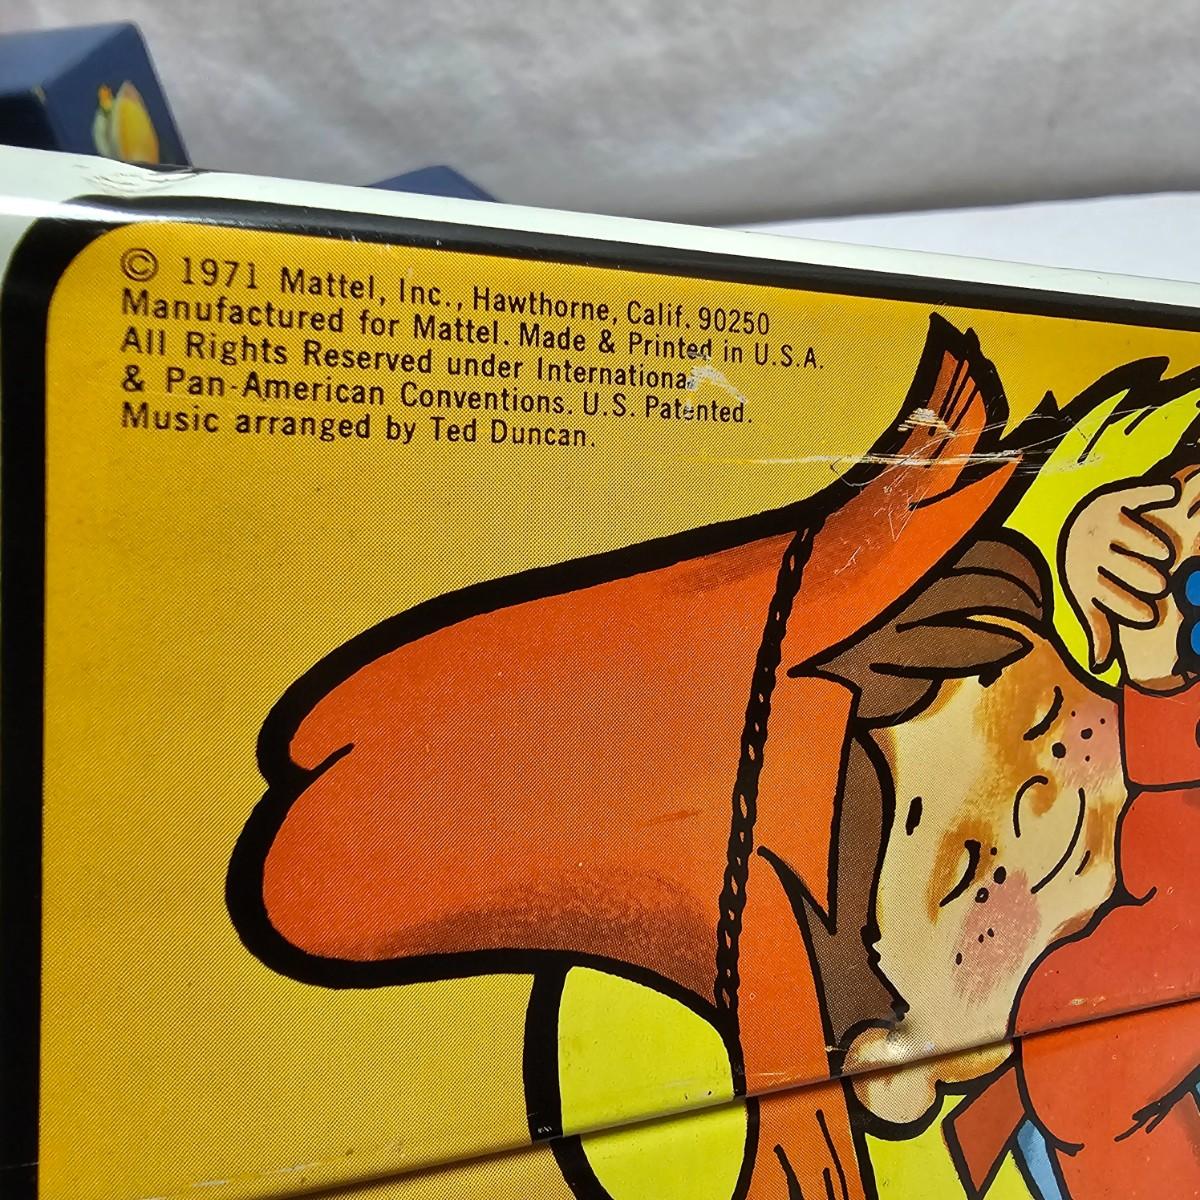 © 1971 Mattel, Inc., Hawthorne, Calif. 90250
Manufactured for Mattel. Made & Printed in U.S.A.
All Rights Reserved under International
& Pan-American Conventions. U.S. Patented.
Music arranged by Ted Duncan.